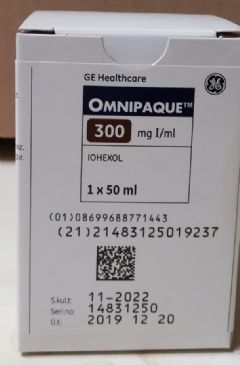 GE Healthcare
OMNIPAQUE™
300 mg I/ml
IOHEXOL
1 x 50 ml
(01)08699688771443
(21)21483125019237
S.k.u.t: 11-2022
Seri no: 14831250
Ü.t: 2019 12 20